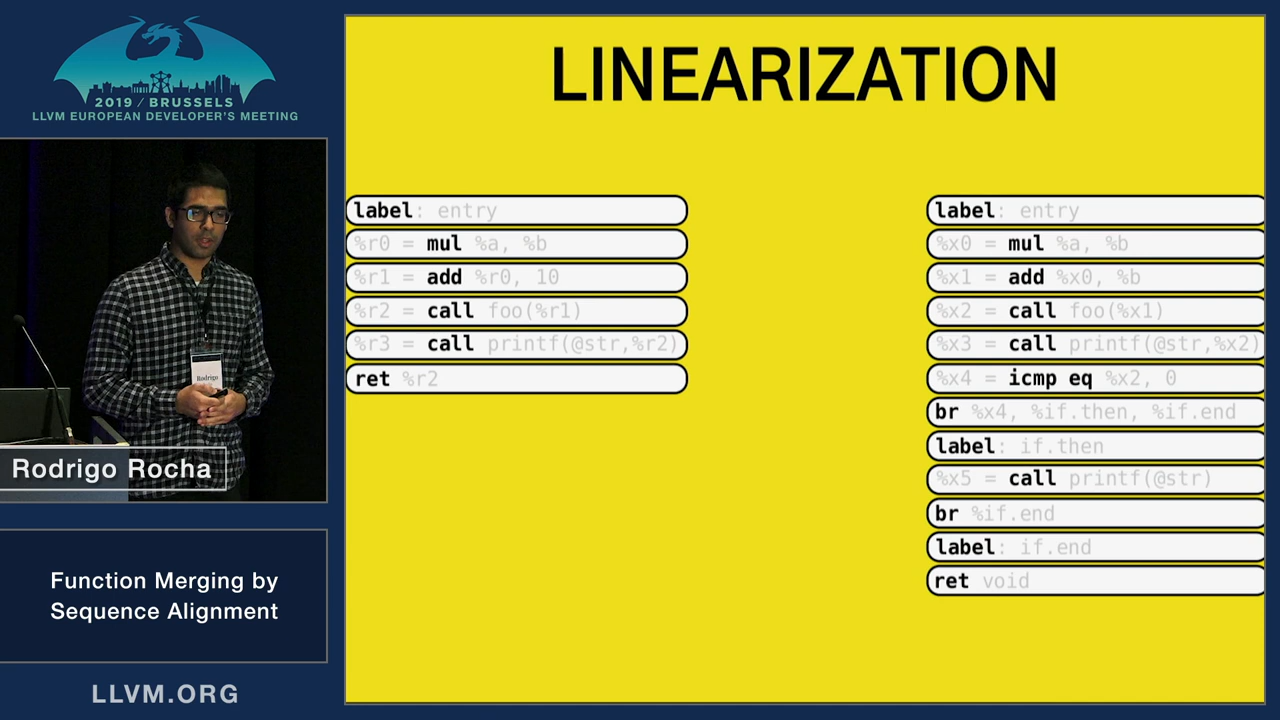 2019 / BRUSSELS
LLVM EUROPEAN DEVELOPER'S MEETING
Rodrigo
Rodrigo Rocha
Function Merging by
Sequence Alignment
LLVM.ORG
LINEARIZATION
label: entry
%r0 = mul %a, %b
%r1 = add %r0, 10
%r2 = call foo(%r1)
%r3 = call printf(@str,%r2)
ret %r2
label: entry
%x0 = mul %a, %b
%x1 = add %x0, %b
%x2 = call foo(%x1)
%x3 = call printf(@str,%x2)
%x4 = icmp eq %x2, 0
br %x4, %if.then, %if.end
label: if.then
%x5 = call printf(@str)
br %if.end
label: if.end
ret void